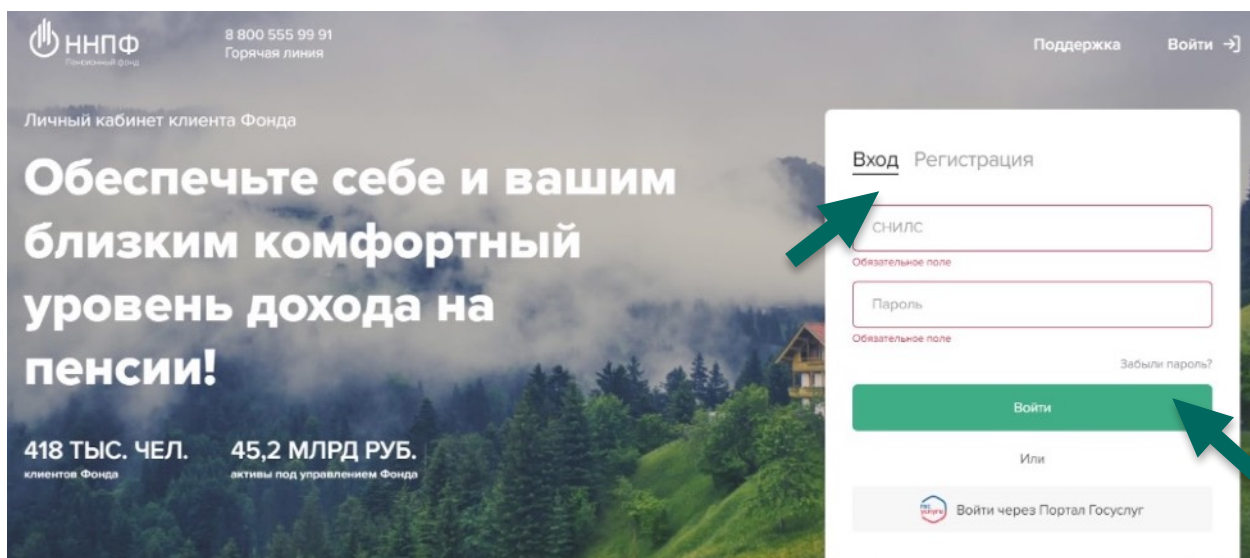 ННПФ
Пенсионный фонд
8 800 555 99 91
Горячая линия
Поддержка
Войти
Личный кабинет клиента Фонда
Обеспечьте себе и вашим
близким комфортный
уровень дохода на
пенсии!
418 ТЫС. ЧЕЛ.
клиентов Фонда
45,2 МЛРД РУБ.
активы под управлением Фонда
Вход Регистрация
СНИЛС
Обязательное поле
Пароль
Обязательное поле
Забыли пароль?
Войти
Или
гос
услуги
Войти через Портал Госуслуг